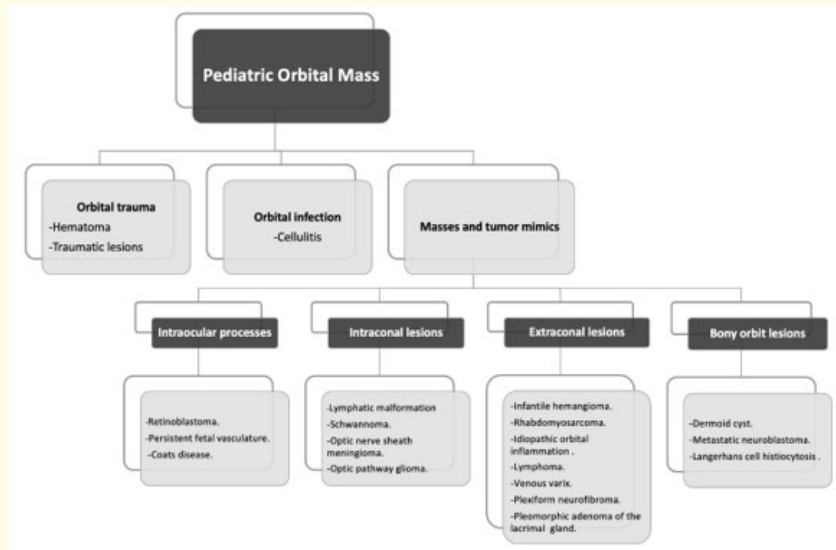 Pediatric Orbital Mass
Orbital trauma
-Hematoma
-Traumatic lesions
Orbital infection
-Cellulitis
Masses and tumor mimics
Intraocular processes
Intraconal lesions
Extraconal lesions
Bony orbit lesions
-Retinoblastoma.
-Persistent fetal vasculature.
-Coats disease.
-Lymphatic malformation
-Schwannoma.
-Optic nerve sheath
meningioma.
-Optic pathway glioma.
-Infantile hemangioma.
-Rhabdomyosarcoma.
-Idiopathic orbital
inflammation .
-Lymphoma.
-Venous varix.
-Plexiform neurofibroma.
-Pleomorphic adenoma of the
lacrimal gland.
-Dermoid cyst.
-Metastatic neuroblastoma.
-Langerhans cell histiocytosis .